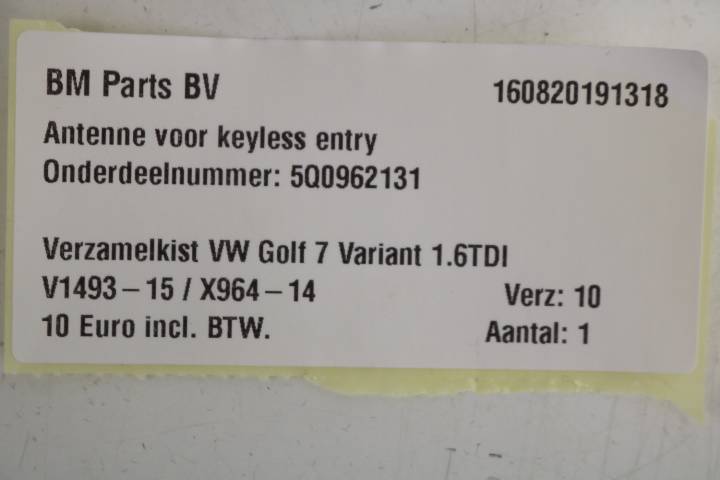 BM Parts BV 160820191318
Antenne voor keyless entry
Onderdeelnummer: 5Q0962131
Verzamelkist VW Golf 7 Variant 1.6TDI
V1493-15 / X964-14 Verz: 10
10 Euro incl. BTW. Aantal: 1